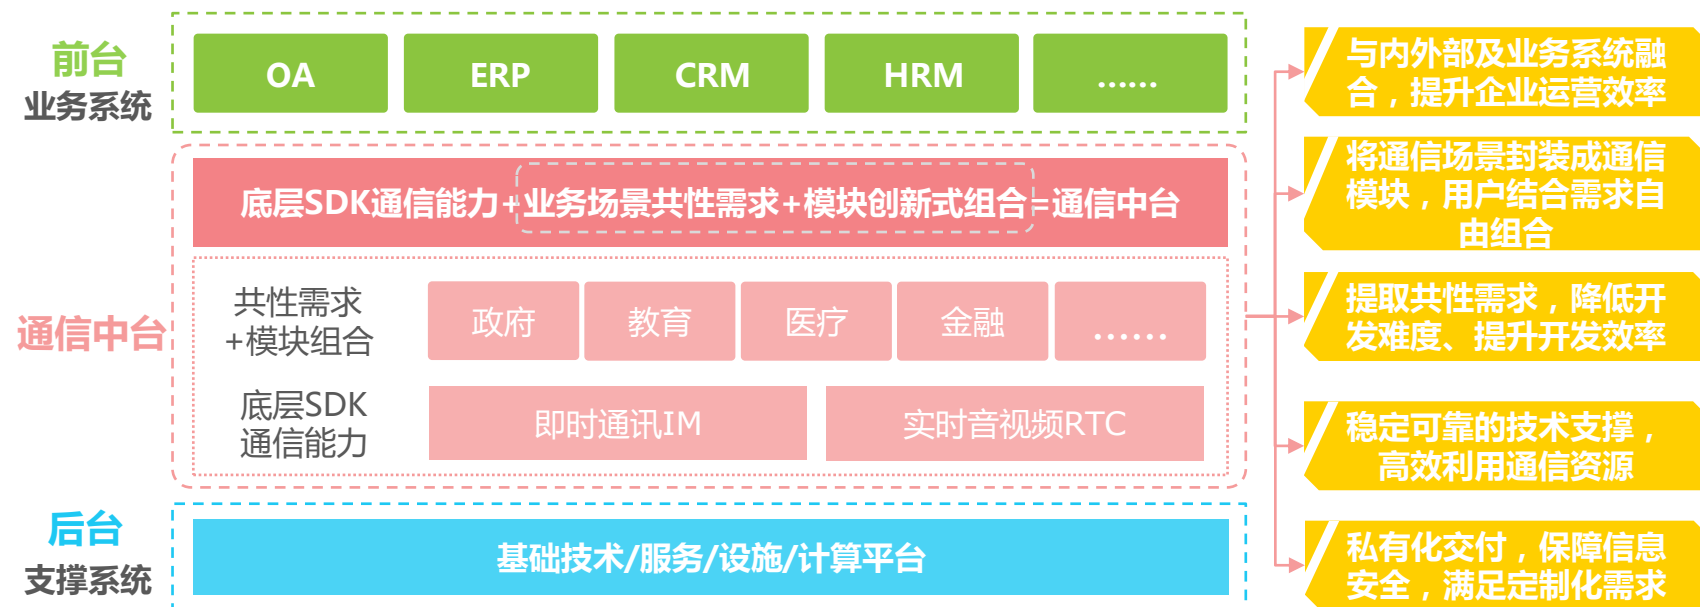 前台
业务系统
OA
ERP
CRM
HRM
……
通信中台
底层SDK通信能力+业务场景共性需求+模块创新式组合=通信中台
共性需求
+模块组合
政府
教育
医疗
金融
……
底层SDK
通信能力
即时通讯IM
实时音视频RTC
后台
支撑系统
基础技术/服务/设施/计算平台
与内外部及业务系统融
合，提升企业运营效率
将通信场景封装成通信
模块，用户结合需求自
由组合
提取共性需求，降低开
发难度、提升开发效率
稳定可靠的技术支撑，
高效利用通信资源
私有化交付，保障信息
安全，满足定制化需求